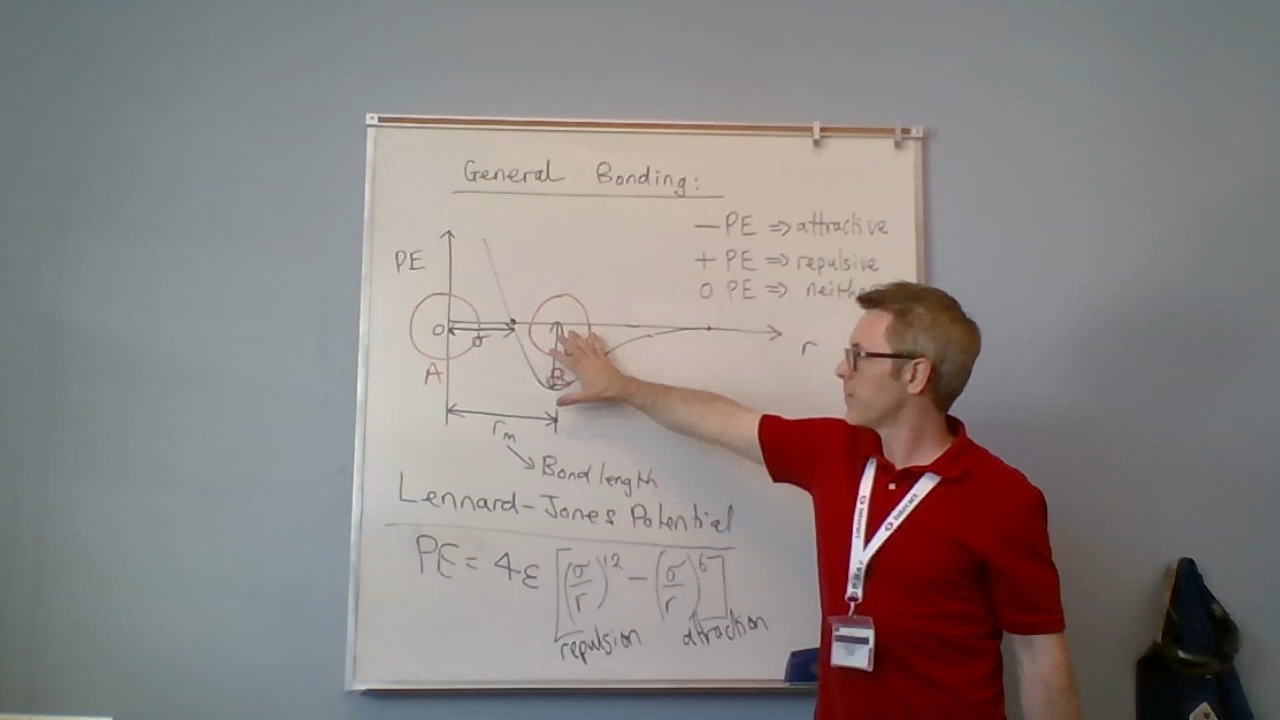 General Bonding:
— PE ⇒ attractive
+ PE ⇒ repulsive
O PE ⇒
PE
O
σ
r
A
B
rₘ
Bond length
Lennard-Jones Potential
PE = 4ε [(σ/r)¹² − (σ/r)⁶]
repulsion attraction